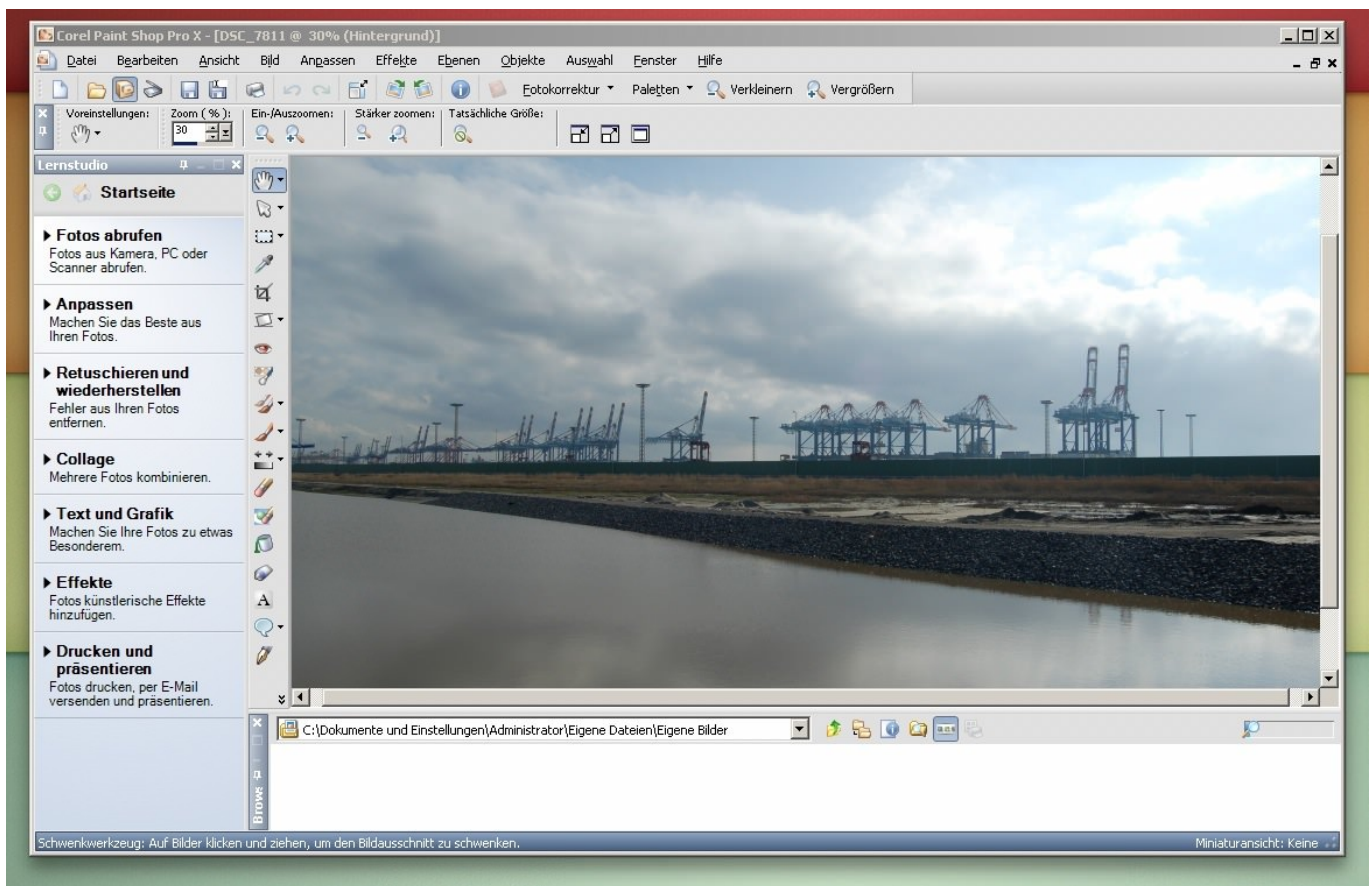 Corel Paint Shop Pro X - [DSC_7811 @ 30% (Hintergrund)]
Datei Bearbeiten Ansicht Bild Anpassen Effekte Ebenen Objekte Auswahl Fenster Hilfe
Fotokorrektur Paletten Verkleinern Vergrößern
Voreinstellungen: Zoom ( % ): Ein-/Auszoomen: Stärker zoomen: Tatsächliche Größe:
30
Lernstudio
Startseite
Fotos abrufen
Fotos aus Kamera, PC oder
Scanner abrufen.
Anpassen
Machen Sie das Beste aus
Ihren Fotos.
Retuschieren und
wiederherstellen
Fehler aus Ihren Fotos
entfernen.
Collage
Mehrere Fotos kombinieren.
Text und Grafik
Machen Sie Ihre Fotos zu etwas
Besonderem.
Effekte
Fotos künstlerische Effekte
hinzufügen.
Drucken und
präsentieren
Fotos drucken, per E-Mail
versenden und präsentieren.
A
C:\Dokumente und Einstellungen\Administrator\Eigene Dateien\Eigene Bilder
Brows
Schwenkwerkzeug: Auf Bilder klicken und ziehen, um den Bildausschnitt zu schwenken.
Miniaturansicht: Keine